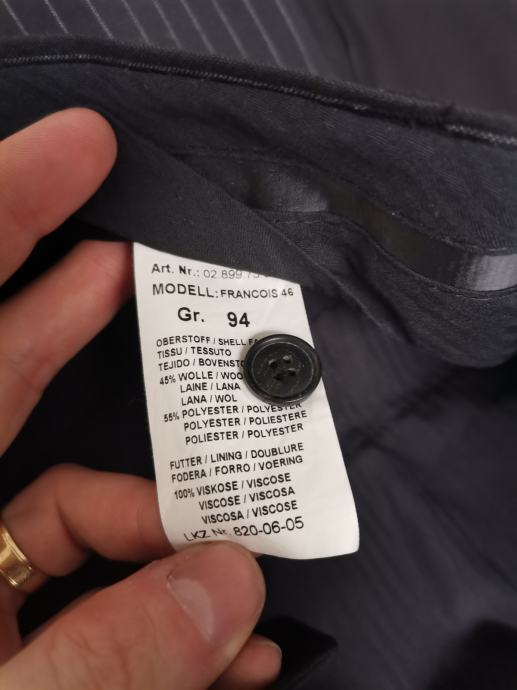 Art. Nr.: 02.899.73
MODELL: FRANCOIS 46
Gr. 94
OBERSTOFF / SHELL
TISSU / TESSUTO
TEJIDO /
45% WOLLE /
LAINE / LANA
LANA / WOL
55% POLYESTER / POLYESTER
POLYESTER / POLIESTERE
POLIESTER / POLYESTER
FUTTER / LINING / DOUBLURE
FODERA / FORRO / VOERING
100% VISKOSE / VISCOSE
VISCOSE / VISCOSA
VISCOSA / VISCOSE
LKZ Nr. 820-06-05